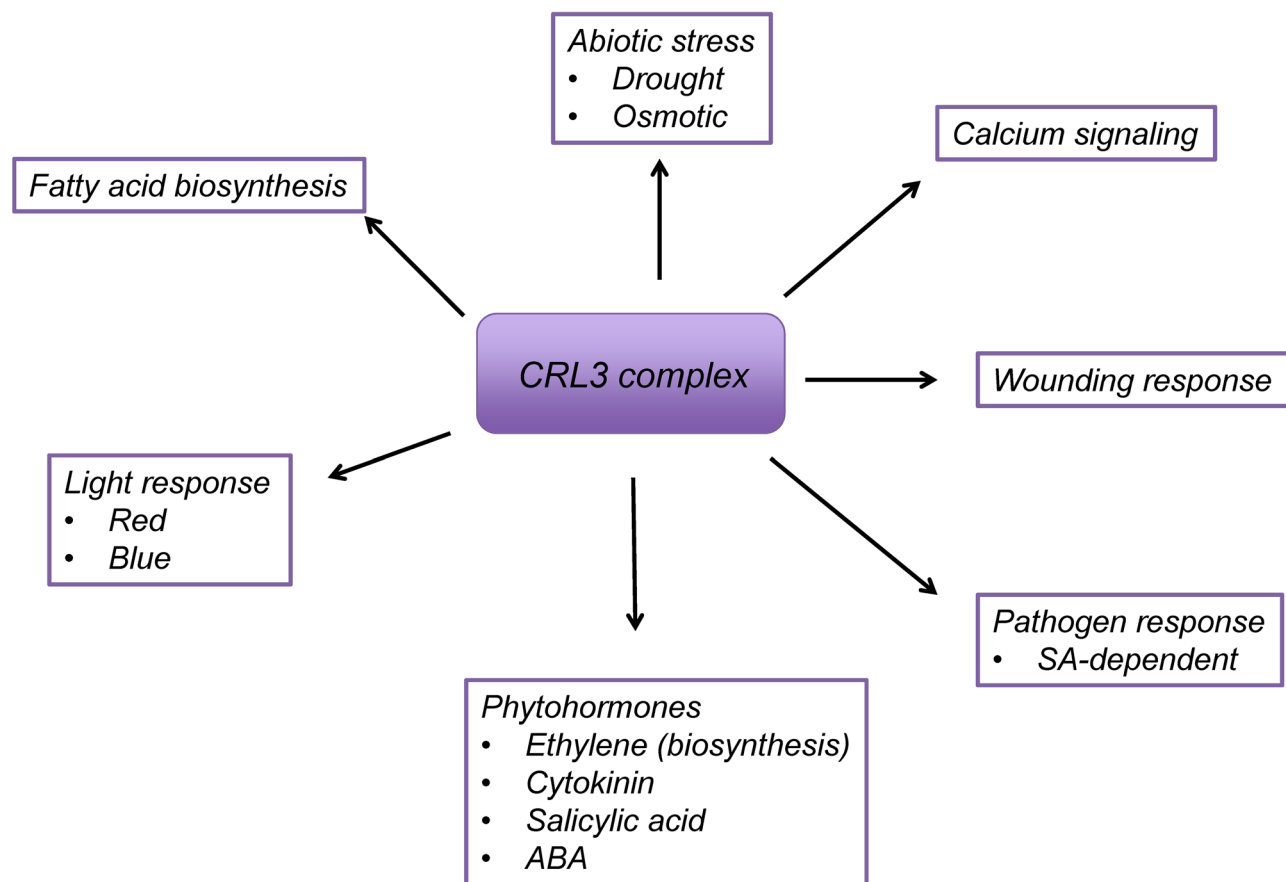 Abiotic stress
• Drought
• Osmotic
Calcium signaling
Fatty acid biosynthesis
CRL3 complex
Wounding response
Light response
• Red
• Blue
Pathogen response
• SA-dependent
Phytohormones
• Ethylene (biosynthesis)
• Cytokinin
• Salicylic acid
• ABA